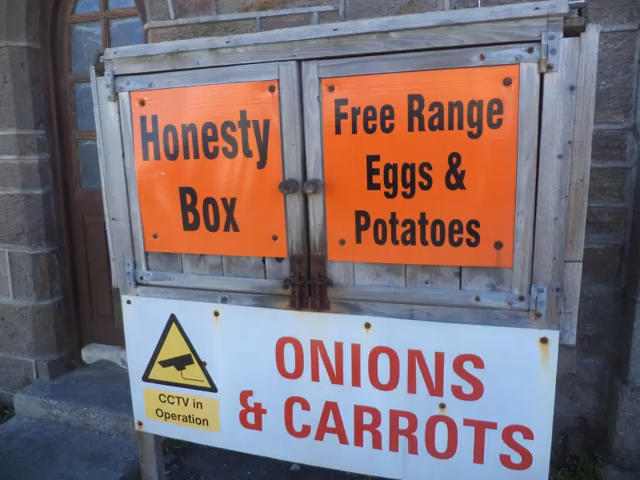 Honesty
Box
Free Range
Eggs &
Potatoes
CCTV in
Operation
ONIONS
& CARROTS